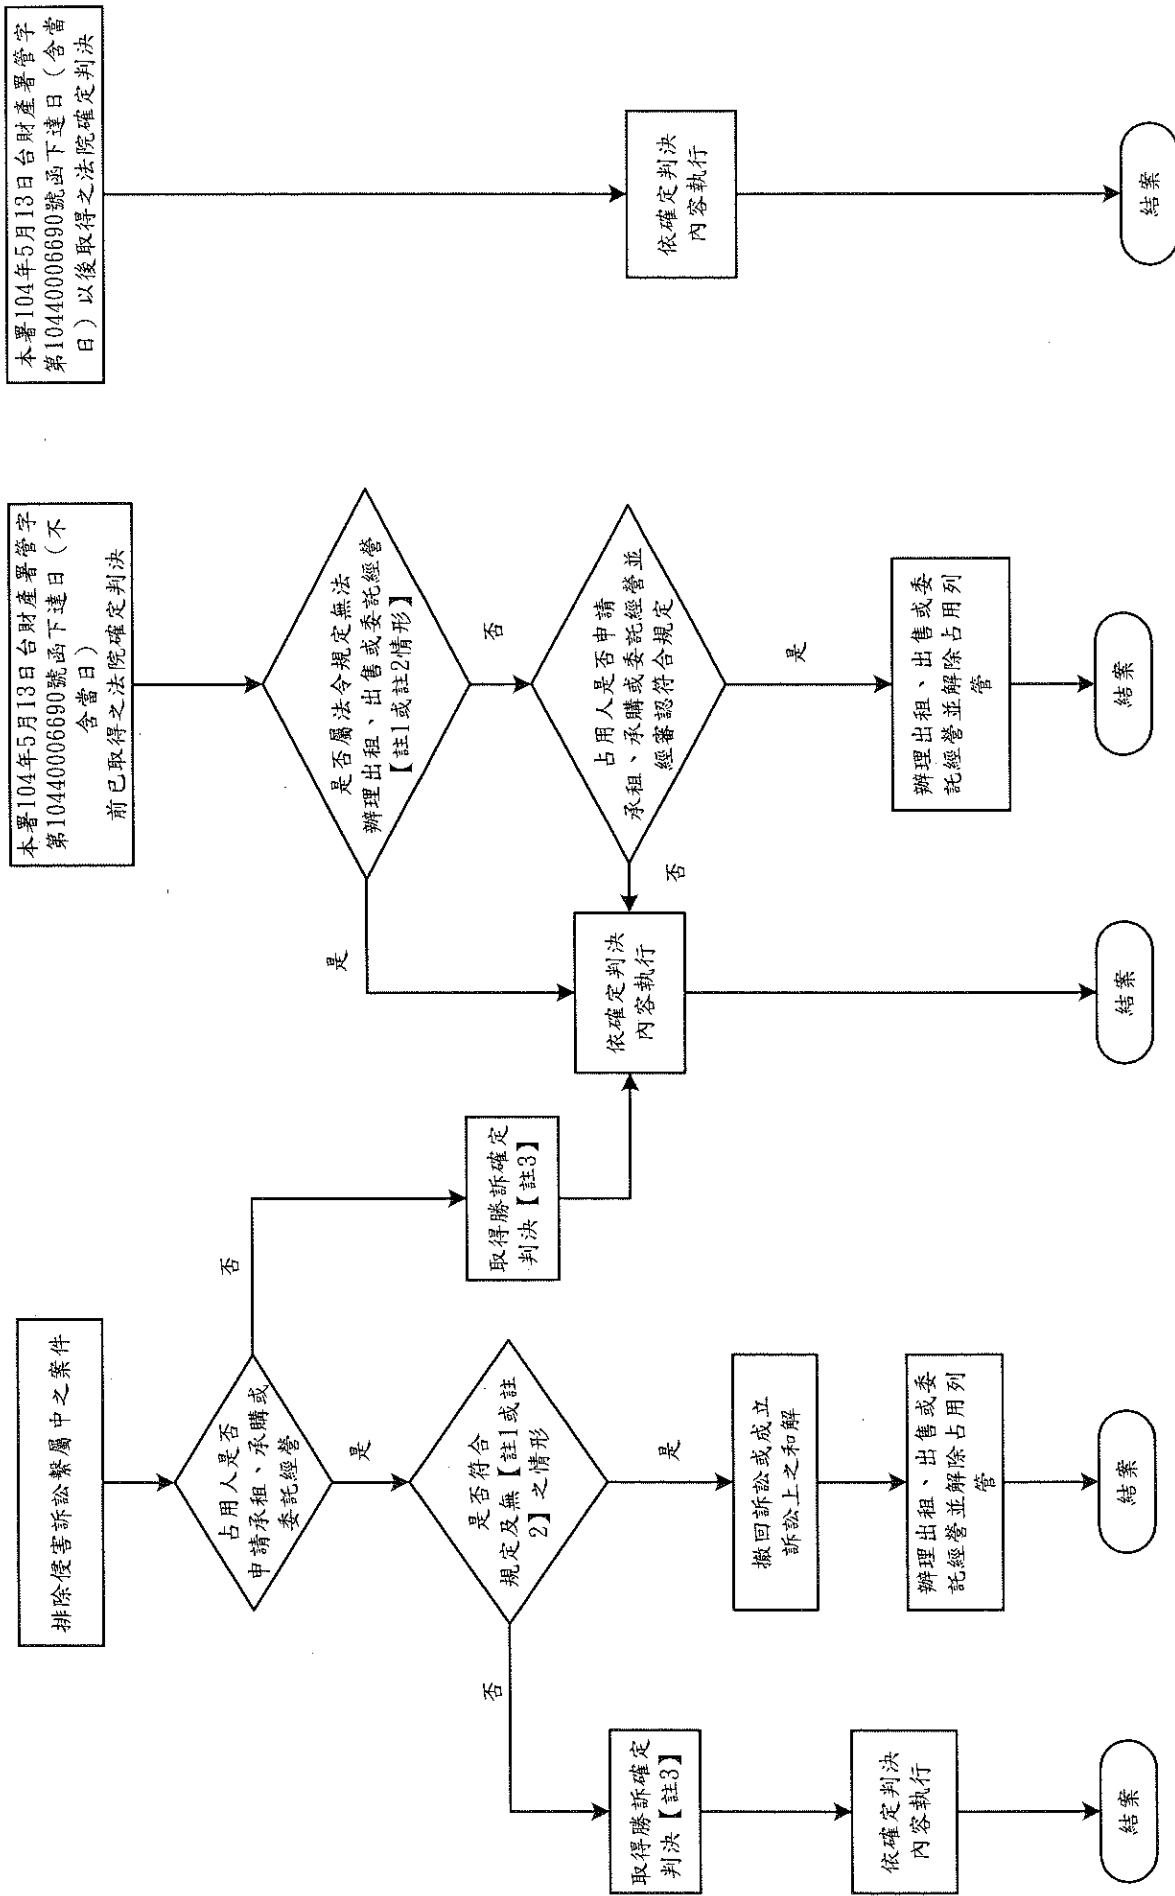 排除侵害訴訟繫屬中之案件
占用人是否
申請承租、承購或
委託經營
否
是
是否符合
規定及無【註1或註
2】之情形
否
是
取得勝訴確定
判決【註3】
依確定判決
內容執行
結案
撤回訴訟或成立
訴訟上之和解
辦理出租、出售或委
託經營並解除占用列
管
結案
取得勝訴確定
判決【註3】
依確定判決
內容執行
結案
本署104年5月13日台財產署管字
第10440006690號函下達日（不
含當日）
前已取得之法院確定判決
是否屬法令規定無法
辦理出租、出售或委託經營
【註1或註2情形】
是
否
占用人是否申請
承租、承購或委託經營並
經審認符合規定
否
是
辦理出租、出售或委
託經營並解除占用列
管
結案
本署104年5月13日台財產署管字
第10440006690號函下達日（含當
日）以後取得之法院確定判決
依確定判決
內容執行
結案